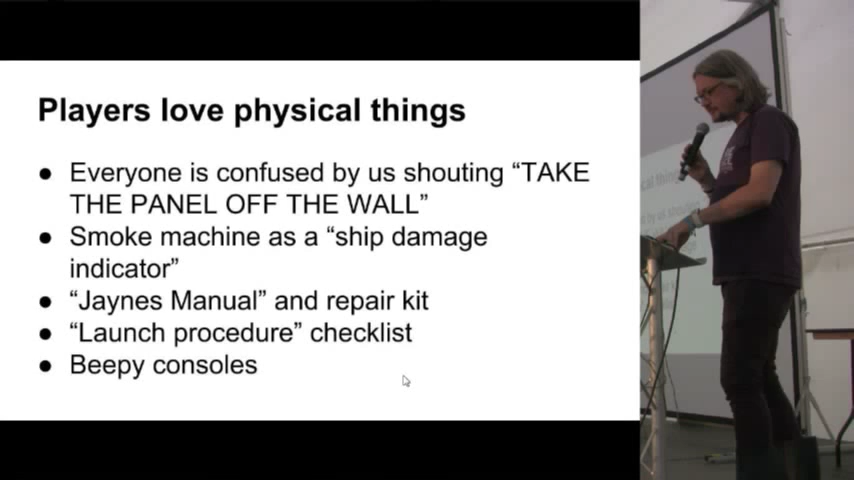 Players love physical things
● Everyone is confused by us shouting “TAKE
THE PANEL OFF THE WALL”
● Smoke machine as a “ship damage
indicator”
● “Jaynes Manual” and repair kit
● “Launch procedure” checklist
● Beepy consoles